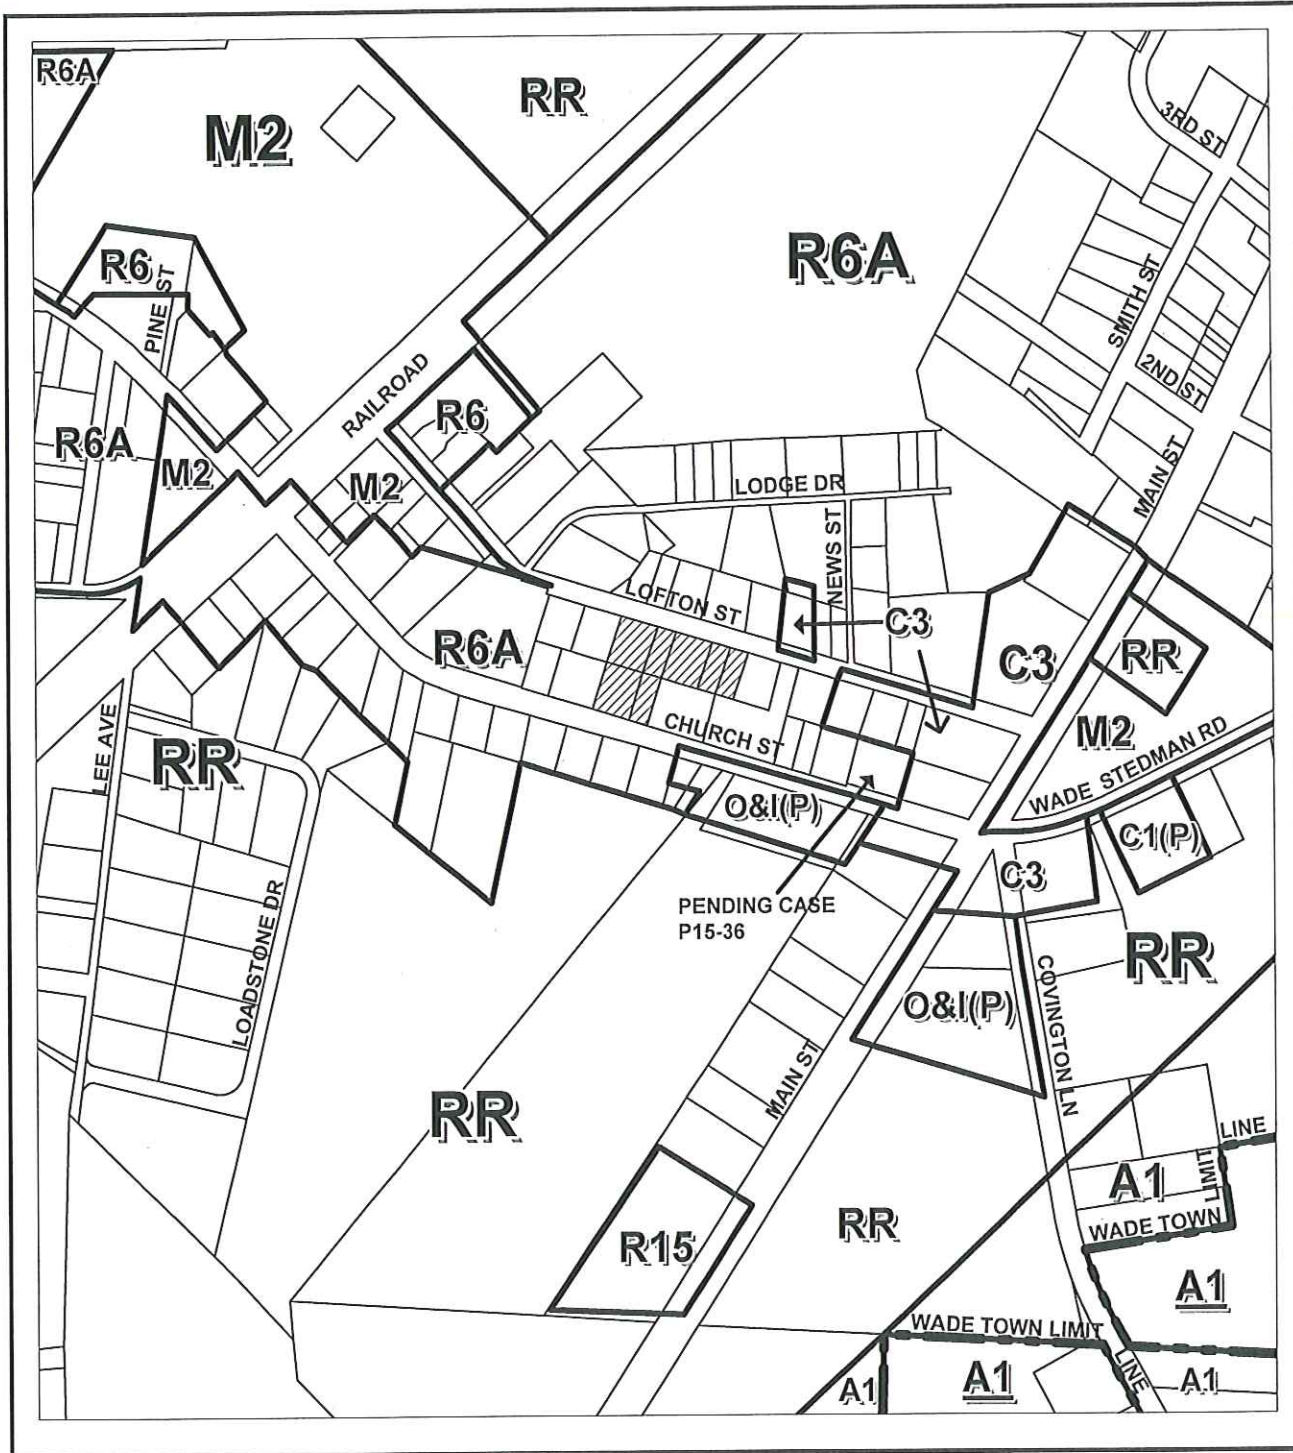 R6A
M2
RR
3RD ST
R6A
R6
PINE ST
SMITH ST
2ND ST
RAILROAD
R6
R6A
M2
M2
MAIN ST
LODGE DR
NEWS ST
LOFTON ST
C3
R6A
C3
RR
CHURCH ST
M2
WADE STEDMAN RD
LEE AVE
RR
O&I(P)
C1(P)
C3
PENDING CASE
P15-36
LOADSTONE DR
RR
O&I(P)
COVINGTON LN
MAIN ST
RR
LINE
LIMIT
A1
WADE TOWN
RR
R15
A1
WADE TOWN LIMIT
LINE
A1
A1
A1